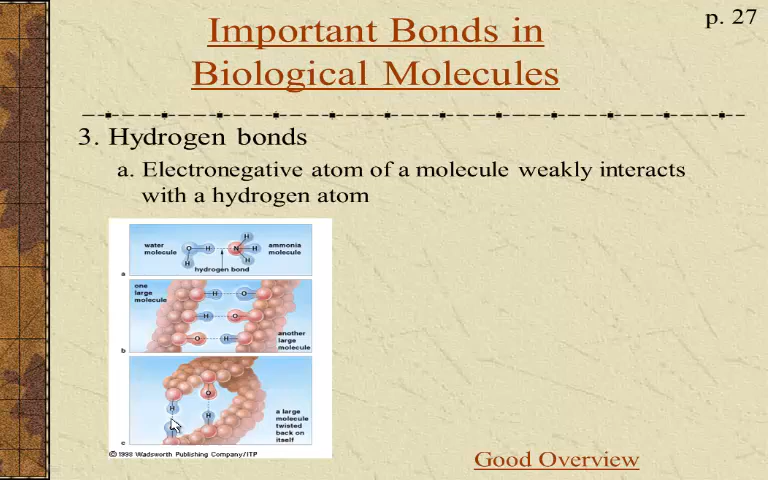 p. 27
Important Bonds in
Biological Molecules
3. Hydrogen bonds
a. Electronegative atom of a molecule weakly interacts
with a hydrogen atom
water
molecule
O H N H H H
H
ammonia
molecule
hydrogen bond
a
one
large
molecule
H O
H O
O H
another
large
molecule
b
O
H
H
a large
molecule
twisted
back on
itself
c
© 1998 Wadsworth Publishing Company/ITP
Good Overview